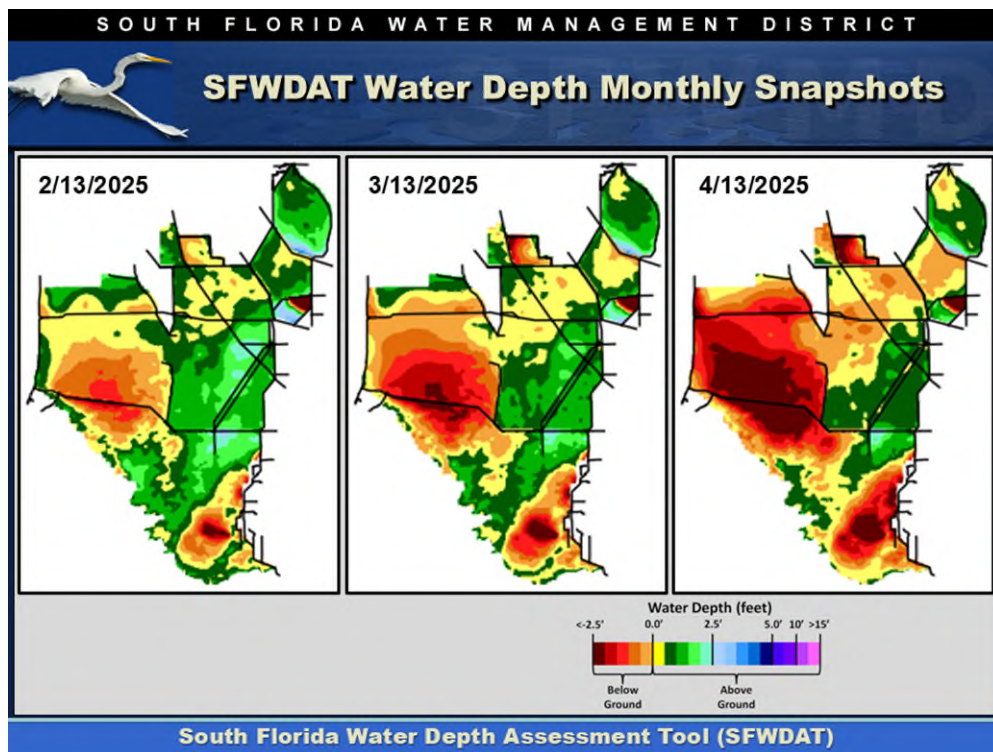 SOUTH FLORIDA WATER MANAGEMENT DISTRICT
SFWDAT Water Depth Monthly Snapshots
2/13/2025
3/13/2025
4/13/2025
Water Depth (feet)
<-2.5' 0.0' 2.5' 5.0' 10' >15'
Below Above
Ground Ground
South Florida Water Depth Assessment Tool (SFWDAT)